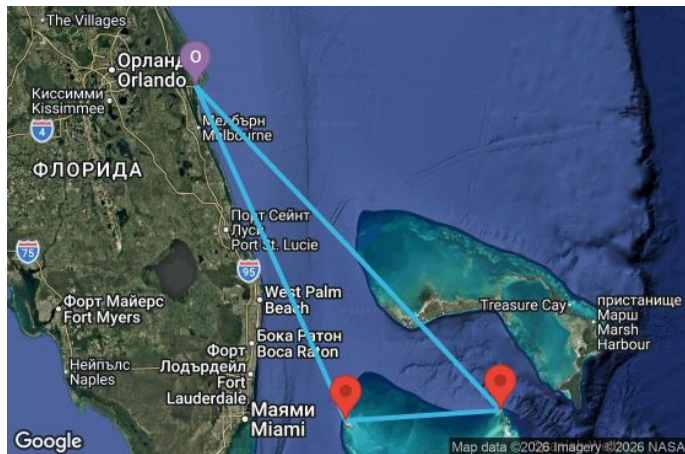 The Villages
O
Орланд
Orlando
Киссимми
Kissimmee
4
Мелбърн
Melbourne
ФЛОРИДА
Порт Сейнт
Луси
Port St. Lucie
75
95
West Palm
Beach
Форт Майерс
Fort Myers
Бока Ратон
Boca Raton
Treasure Cay
пристанище
Марш
Marsh
Harbour
Нейпълс
Naples
Форт
Лодърдейл
Fort
Lauderdale
Маями
Miami
Google
Map data ©2026 Imagery ©2026 NASA